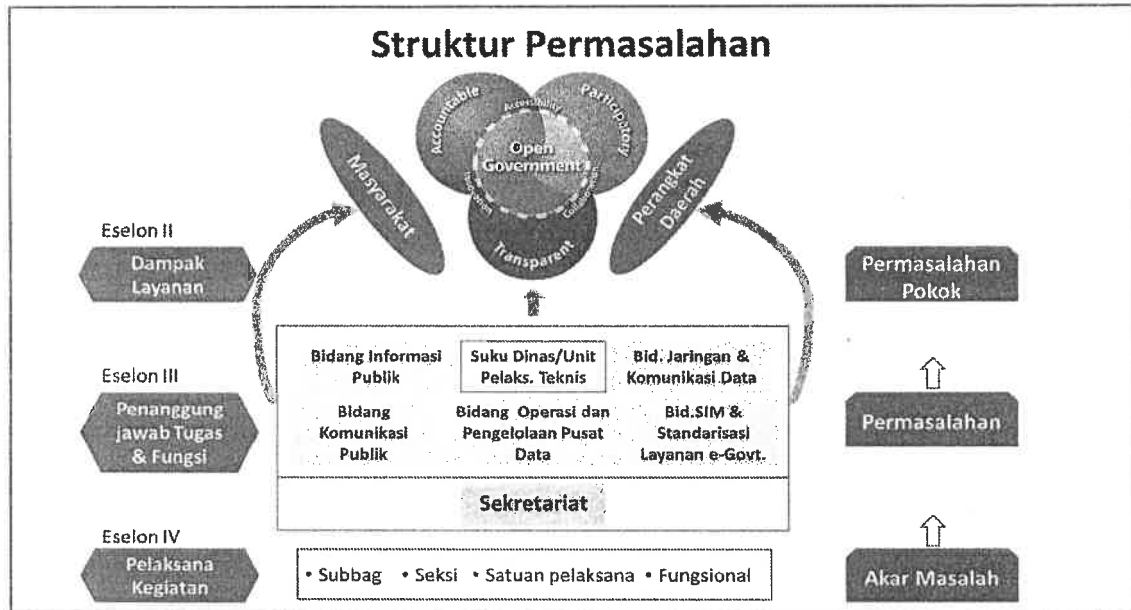 Struktur Permasalahan
Accountable
Accessibility
Participatory
Open
Government
Innovation
Collaboration
Transparent
Masyarakat
Perangkat
Daerah
Eselon II
Dampak
Layanan
Permasalahan
Pokok
Bidang Informasi
Publik
Suku Dinas/Unit
Pelaks. Teknis
Bid. Jaringan &
Komunikasi Data
Eselon III
Penanggung
jawab Tugas
& Fungsi
Bidang
Komunikasi
Publik
Bidang Operasi dan
Pengelolaan Pusat
Data
Bid.SIM &
Standarisasi
Layanan e-Govt.
Permasalahan
Sekretariat
Eselon IV
Pelaksana
Kegiatan
• Subbag • Seksi • Satuan pelaksana • Fungsional
Akar Masalah